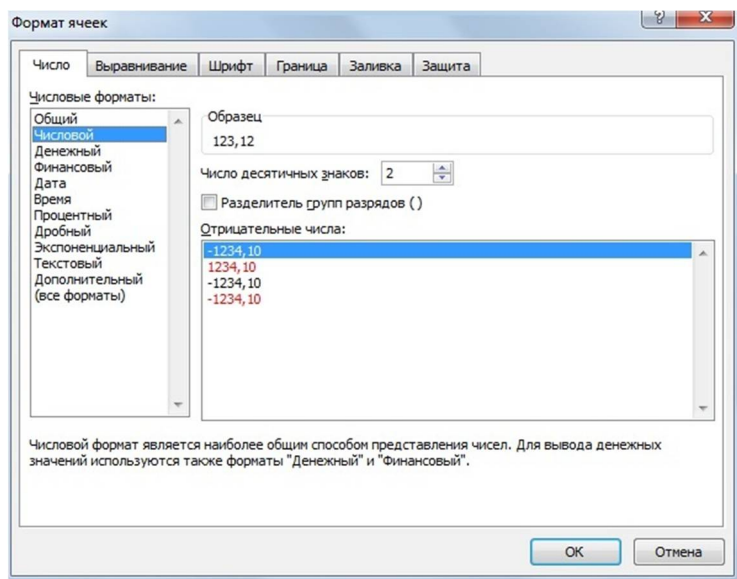 Формат ячеек
Число Выравнивание Шрифт Граница Заливка Защита
Числовые форматы:
Общий
Числовой
Денежный
Финансовый
Дата
Время
Процентный
Дробный
Экспоненциальный
Текстовый
Дополнительный
(все форматы)
Образец
123,12
Число десятичных знаков: 2
Разделитель групп разрядов ( )
Отрицательные числа:
-1234,10
1234,10
-1234,10
-1234,10
Числовой формат является наиболее общим способом представления чисел. Для вывода денежных
значений используются также форматы "Денежный" и "Финансовый".
ОК Отмена